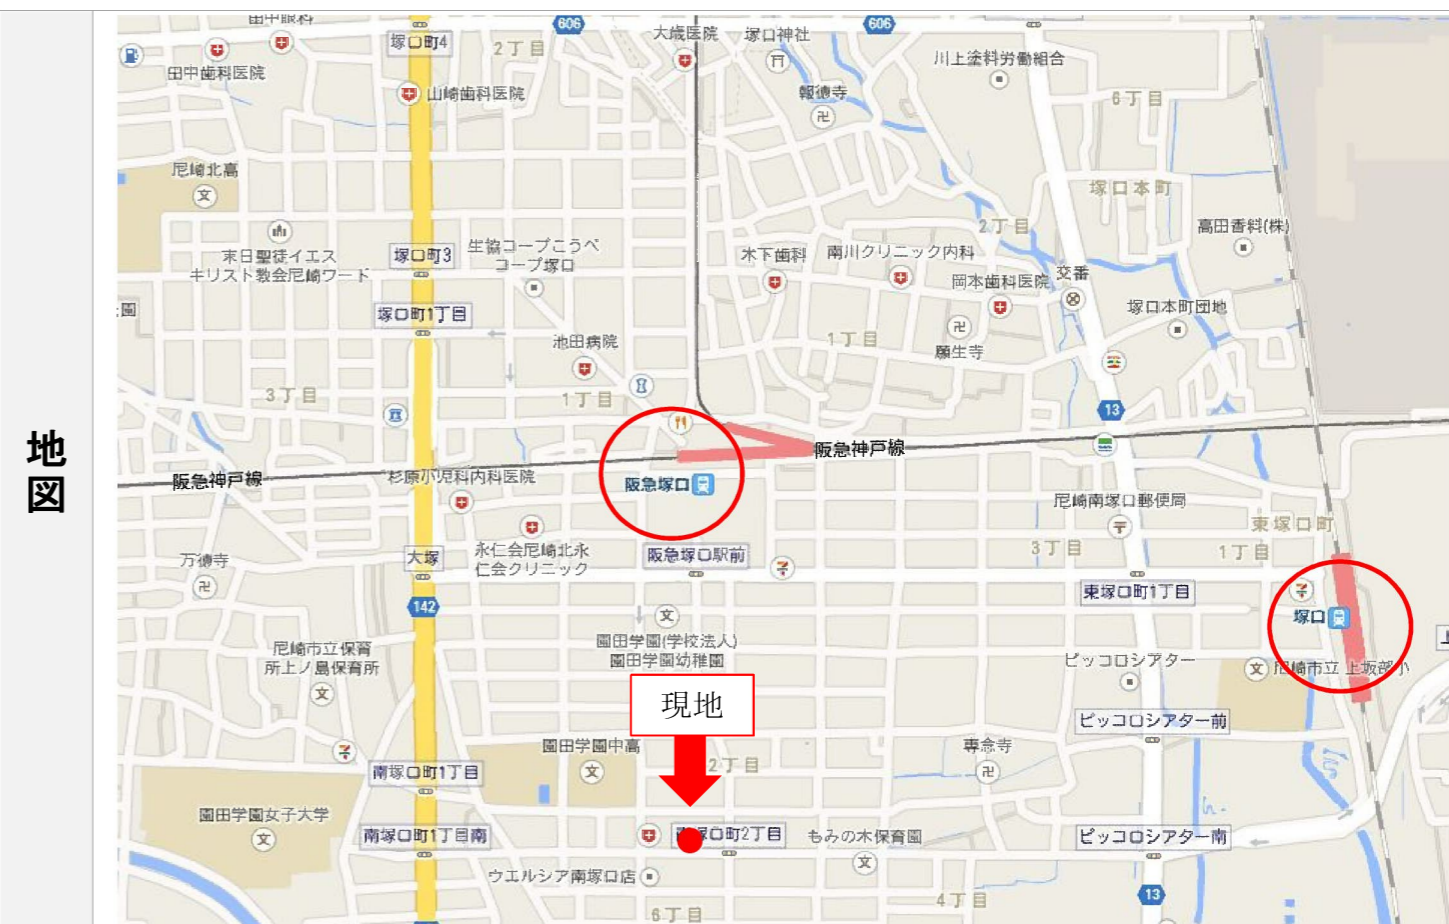 地
図
田中眼科
606
606
塚口町4
2丁目
大歳医院
塚口神社
川上塗料労働組合
田中歯科医院
山崎歯科医院
報徳寺
6丁目
尼崎北高
塚口本町
2丁目
高田香料(株)
末日聖徒イエス
キリスト教会尼崎ワード
塚口町3
生協コープこうべ
コープ塚口
木下歯科
南川クリニック内科
岡本歯科医院
交番
塚口本町団地
園
塚口町1丁目
池田病院
1丁目
願生寺
3丁目
1丁目
13
阪急神戸線
阪急神戸線
杉原小児科内科医院
阪急塚口
尼崎南塚口郵便局
東塚口町
万徳寺
大塚
永仁会尼崎北永
仁会クリニック
阪急塚口駅前
3丁目
1丁目
東塚口町1丁目
142
塚口
園田学園(学校法人)
園田学園幼稚園
尼崎市立保育
所上ノ島保育所
ピッコロシアター
尼崎市立 上坂部小
現地
ピッコロシアター前
園田学園中高
2丁目
専念寺
南塚口町1丁目
園田学園女子大学
南塚口町1丁目南
塚口町2丁目
もみの木保育園
ピッコロシアター南
ウエルシア南塚口店
13
4丁目
6丁目